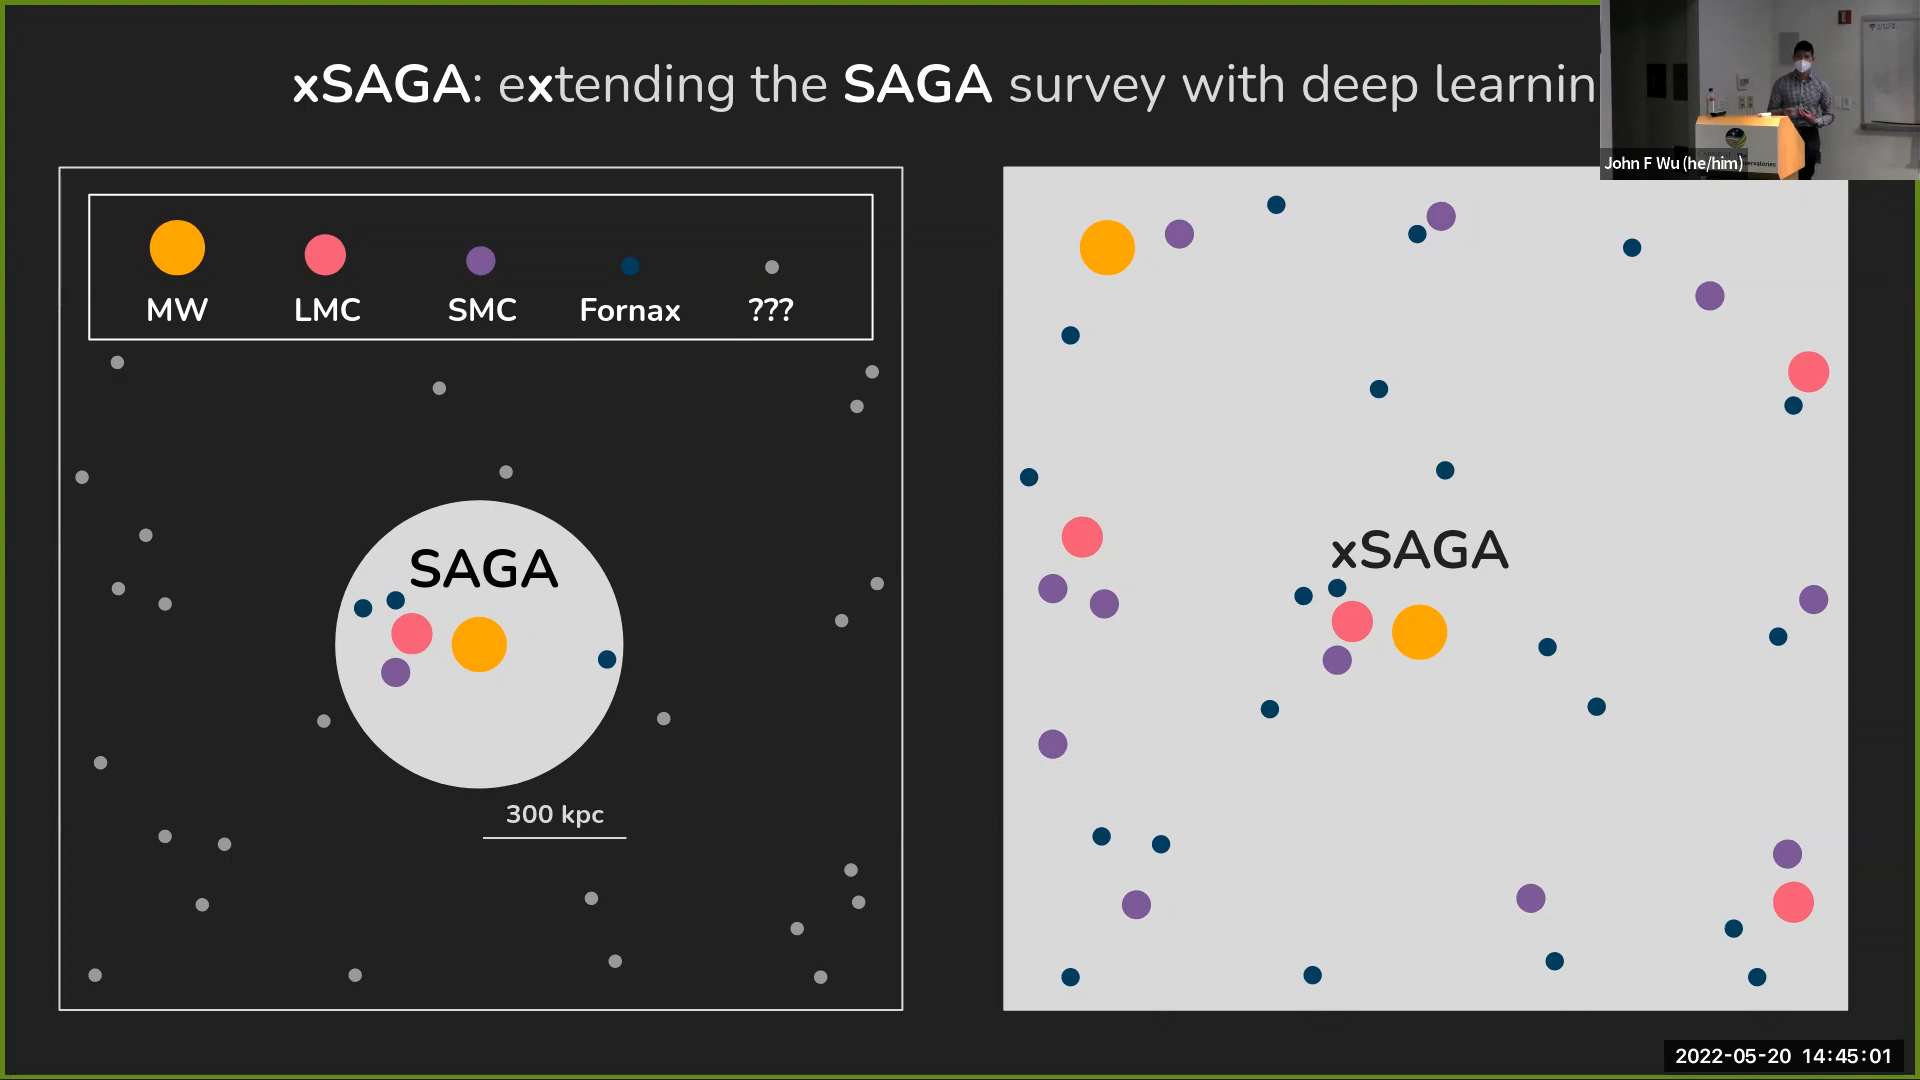 xSAGA: extending the SAGA survey with deep learnin
John F Wu (he/him)
MW LMC SMC Fornax ???
SAGA
300 kpc
xSAGA
2022-05-20 14:45:01